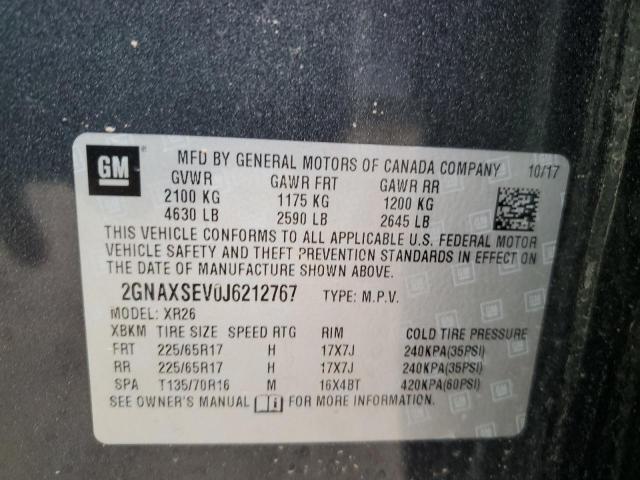 GM
MFD BY GENERAL MOTORS OF CANADA COMPANY 10/17
GVWR GAWR FRT GAWR RR
2100 KG 1175 KG 1200 KG
4630 LB 2590 LB 2645 LB
THIS VEHICLE CONFORMS TO ALL APPLICABLE U.S. FEDERAL MOTOR
VEHICLE SAFETY AND THEFT PREVENTION STANDARDS IN EFFECT ON
THE DATE OF MANUFACTURE SHOWN ABOVE.
2GNAXSEV0J6212767 TYPE: M.P.V.
MODEL: XR26
XBKM TIRE SIZE SPEED RTG RIM COLD TIRE PRESSURE
FRT 225/65R17 H 17X7J 240KPA(35PSI)
RR 225/65R17 H 17X7J 240KPA(35PSI)
SPA T135/70R16 M 16X4BT 420KPA(60PSI)
SEE OWNER'S MANUAL FOR MORE INFORMATION.